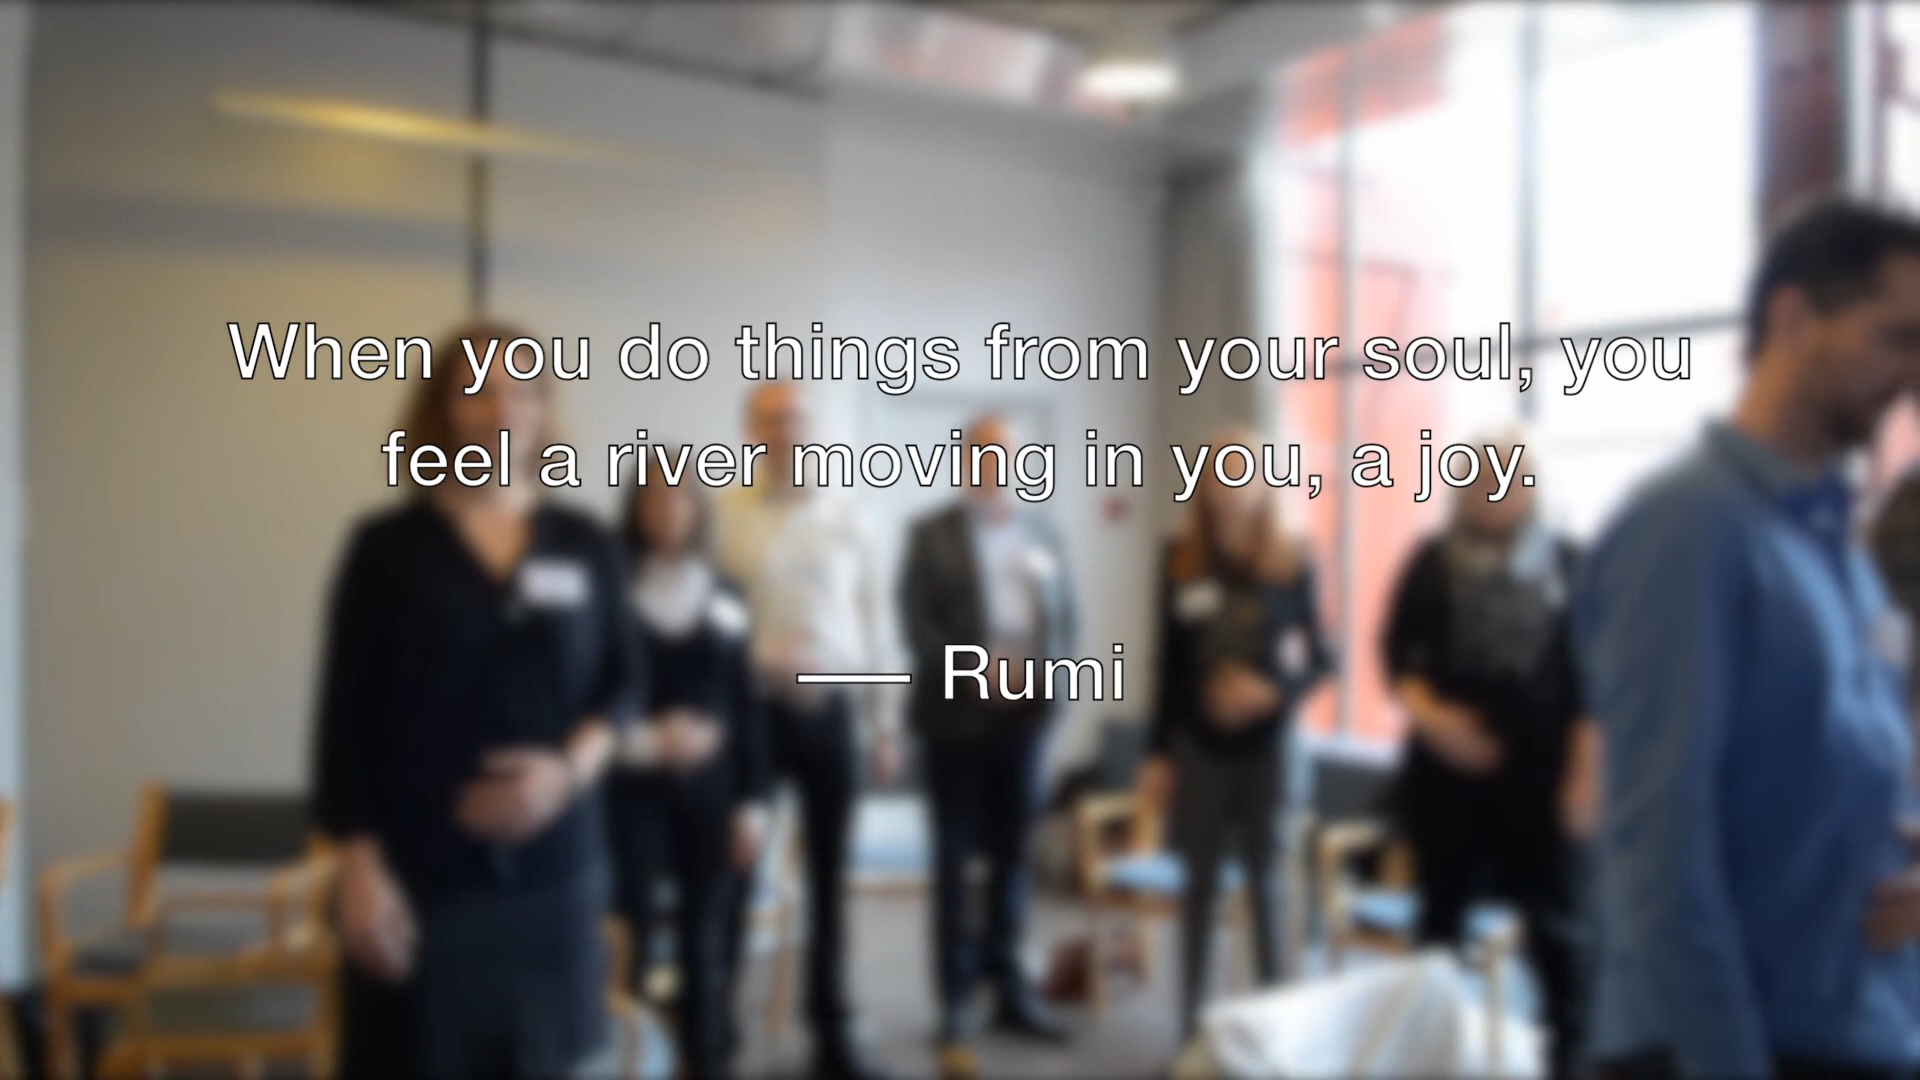 When you do things from your soul, you
feel a river moving in you, a joy.
— Rumi